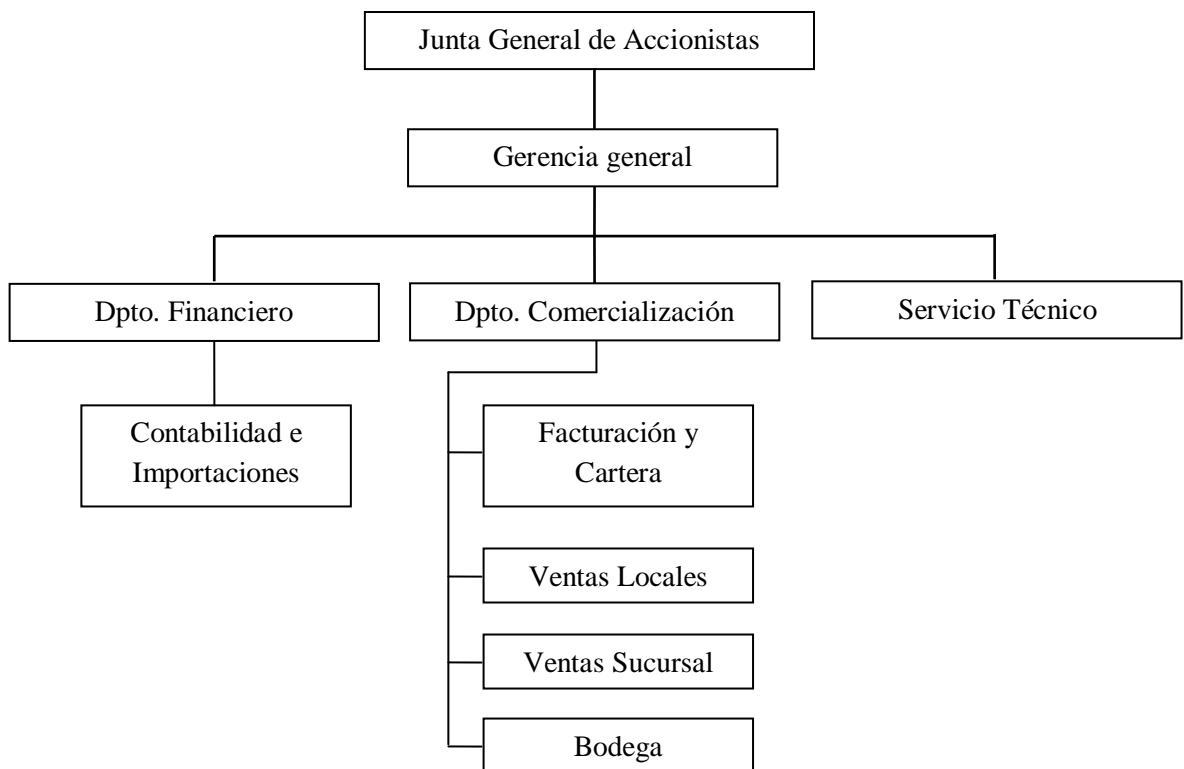 Junta General de Accionistas
Gerencia general
Dpto. Financiero
Dpto. Comercialización
Servicio Técnico
Contabilidad e
Importaciones
Facturación y
Cartera
Ventas Locales
Ventas Sucursal
Bodega